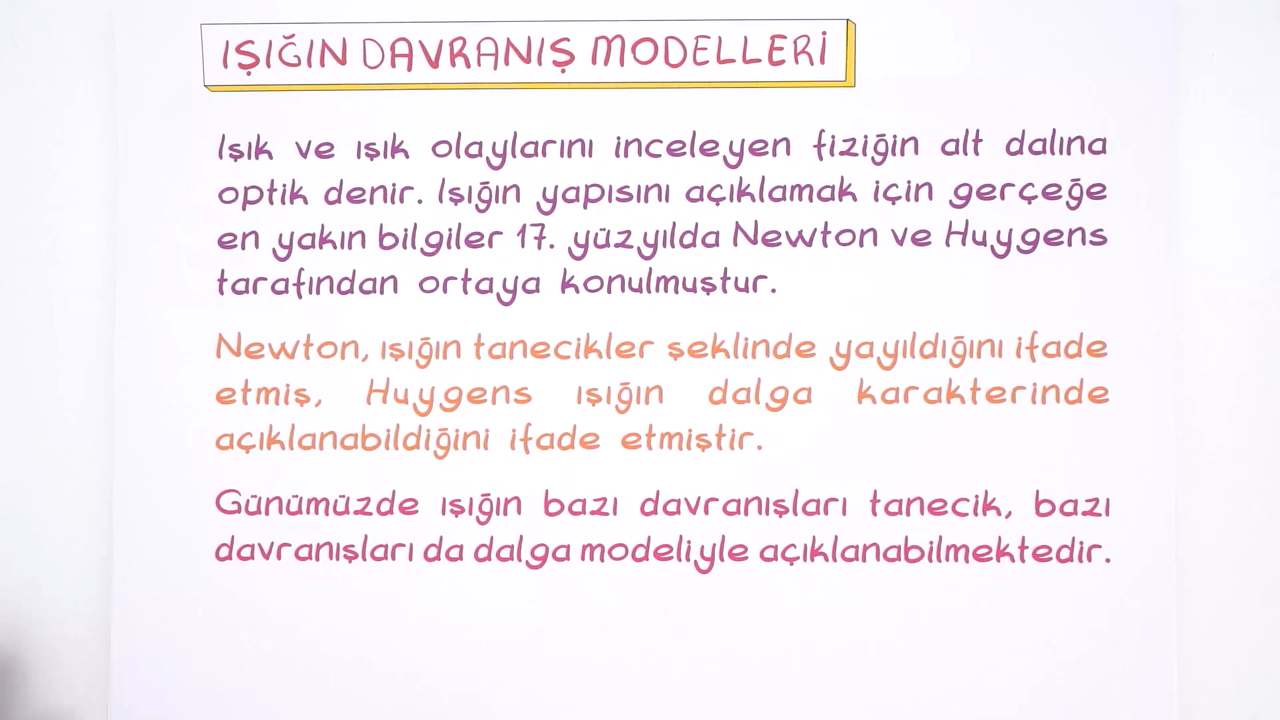 IŞIĞIN DAVRANIŞ MODELLERİ
Işık ve ışık olaylarını inceleyen fiziğin alt dalına
optik denir. Işığın yapısını açıklamak için gerçeğe
en yakın bilgiler 17. yüzyılda Newton ve Huygens
tarafından ortaya konulmuştur.
Newton, ışığın tanecikler şeklinde yayıldığını ifade
etmiş, Huygens ışığın dalga karakterinde
açıklanabildiğini ifade etmiştir.
Günümüzde ışığın bazı davranışları tanecik, bazı
davranışları da dalga modeliyle açıklanabilmektedir.